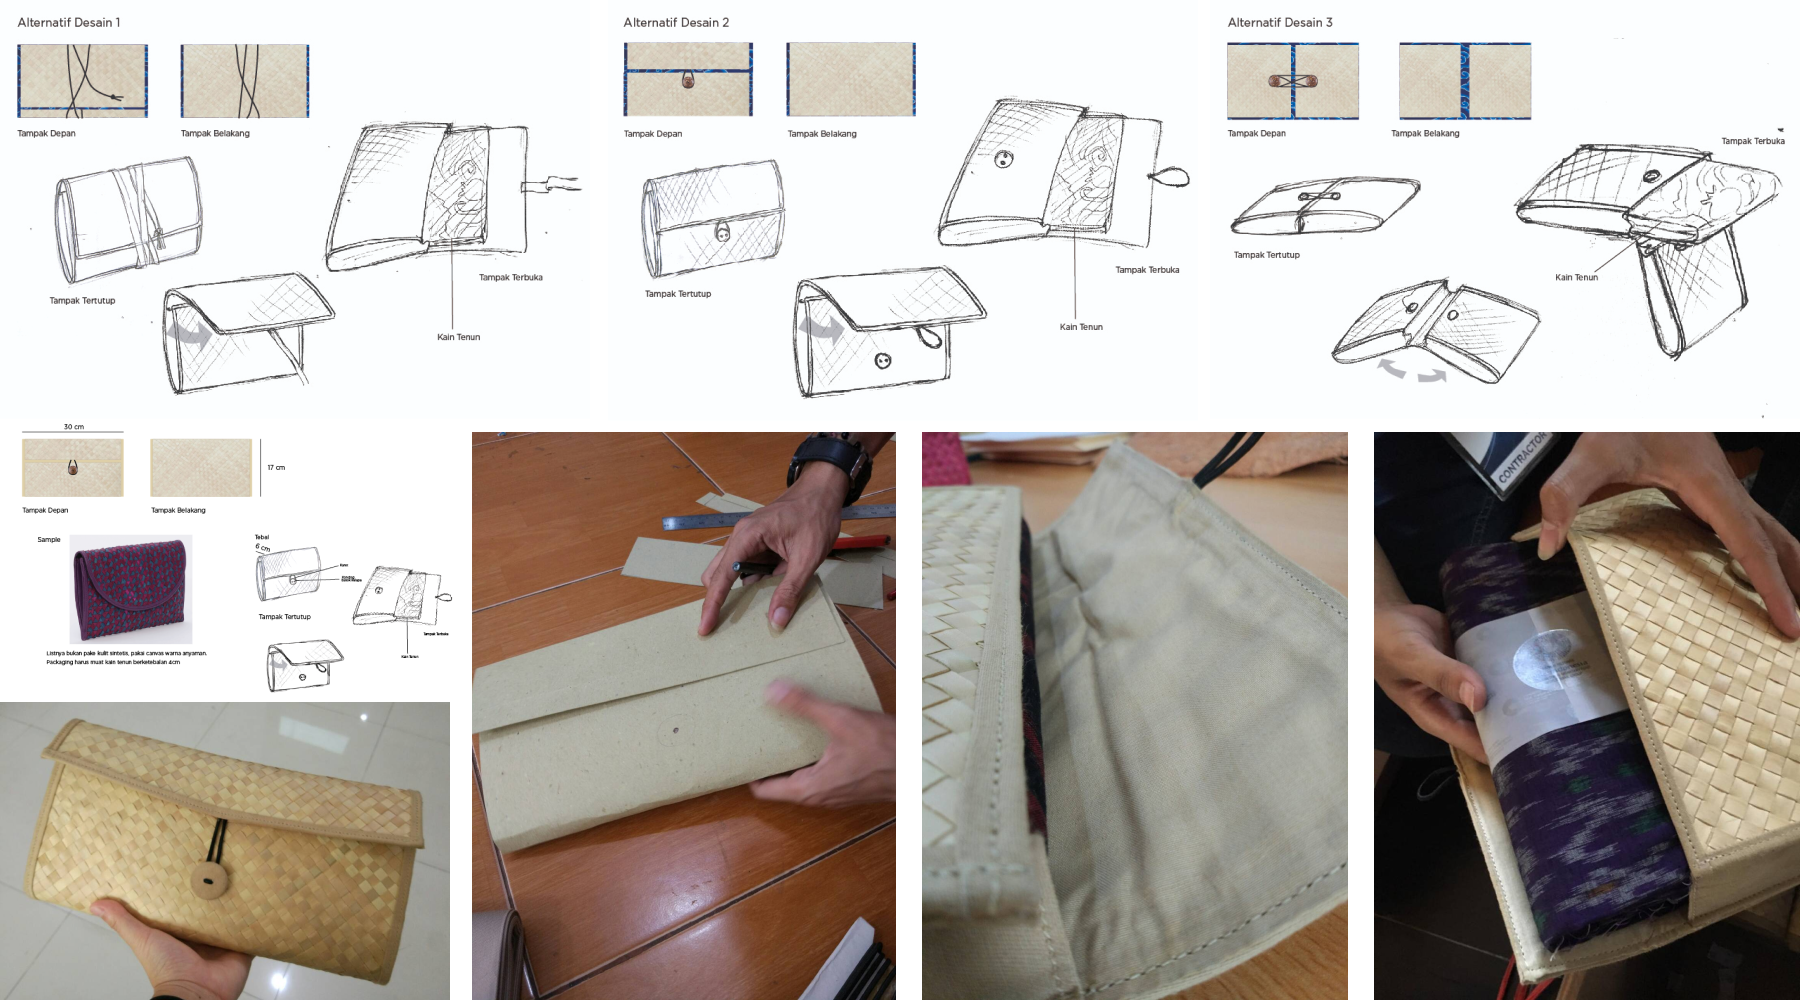 Alternatif Desain 1
Tampak Depan
Tampak Belakang
Tampak Tertutup
Tampak Terbuka
Kain Tenun
Alternatif Desain 2
Tampak Depan
Tampak Belakang
Tampak Tertutup
Tampak Terbuka
Kain Tenun
Alternatif Desain 3
Tampak Depan
Tampak Belakang
Tampak Terbuka
Tampak Tertutup
Kain Tenun
30 cm
17 cm
Tampak Depan
Tampak Belakang
Sample
Tebal
6 cm
Tampak Tertutup
Tampak Terbuka
Kain Tenun
Listnya bukan pake kulit sintetis, pakai canvas warna anyaman.
Packaging harus muat kain tenun berketebalan 4cm
CONTRACTOR